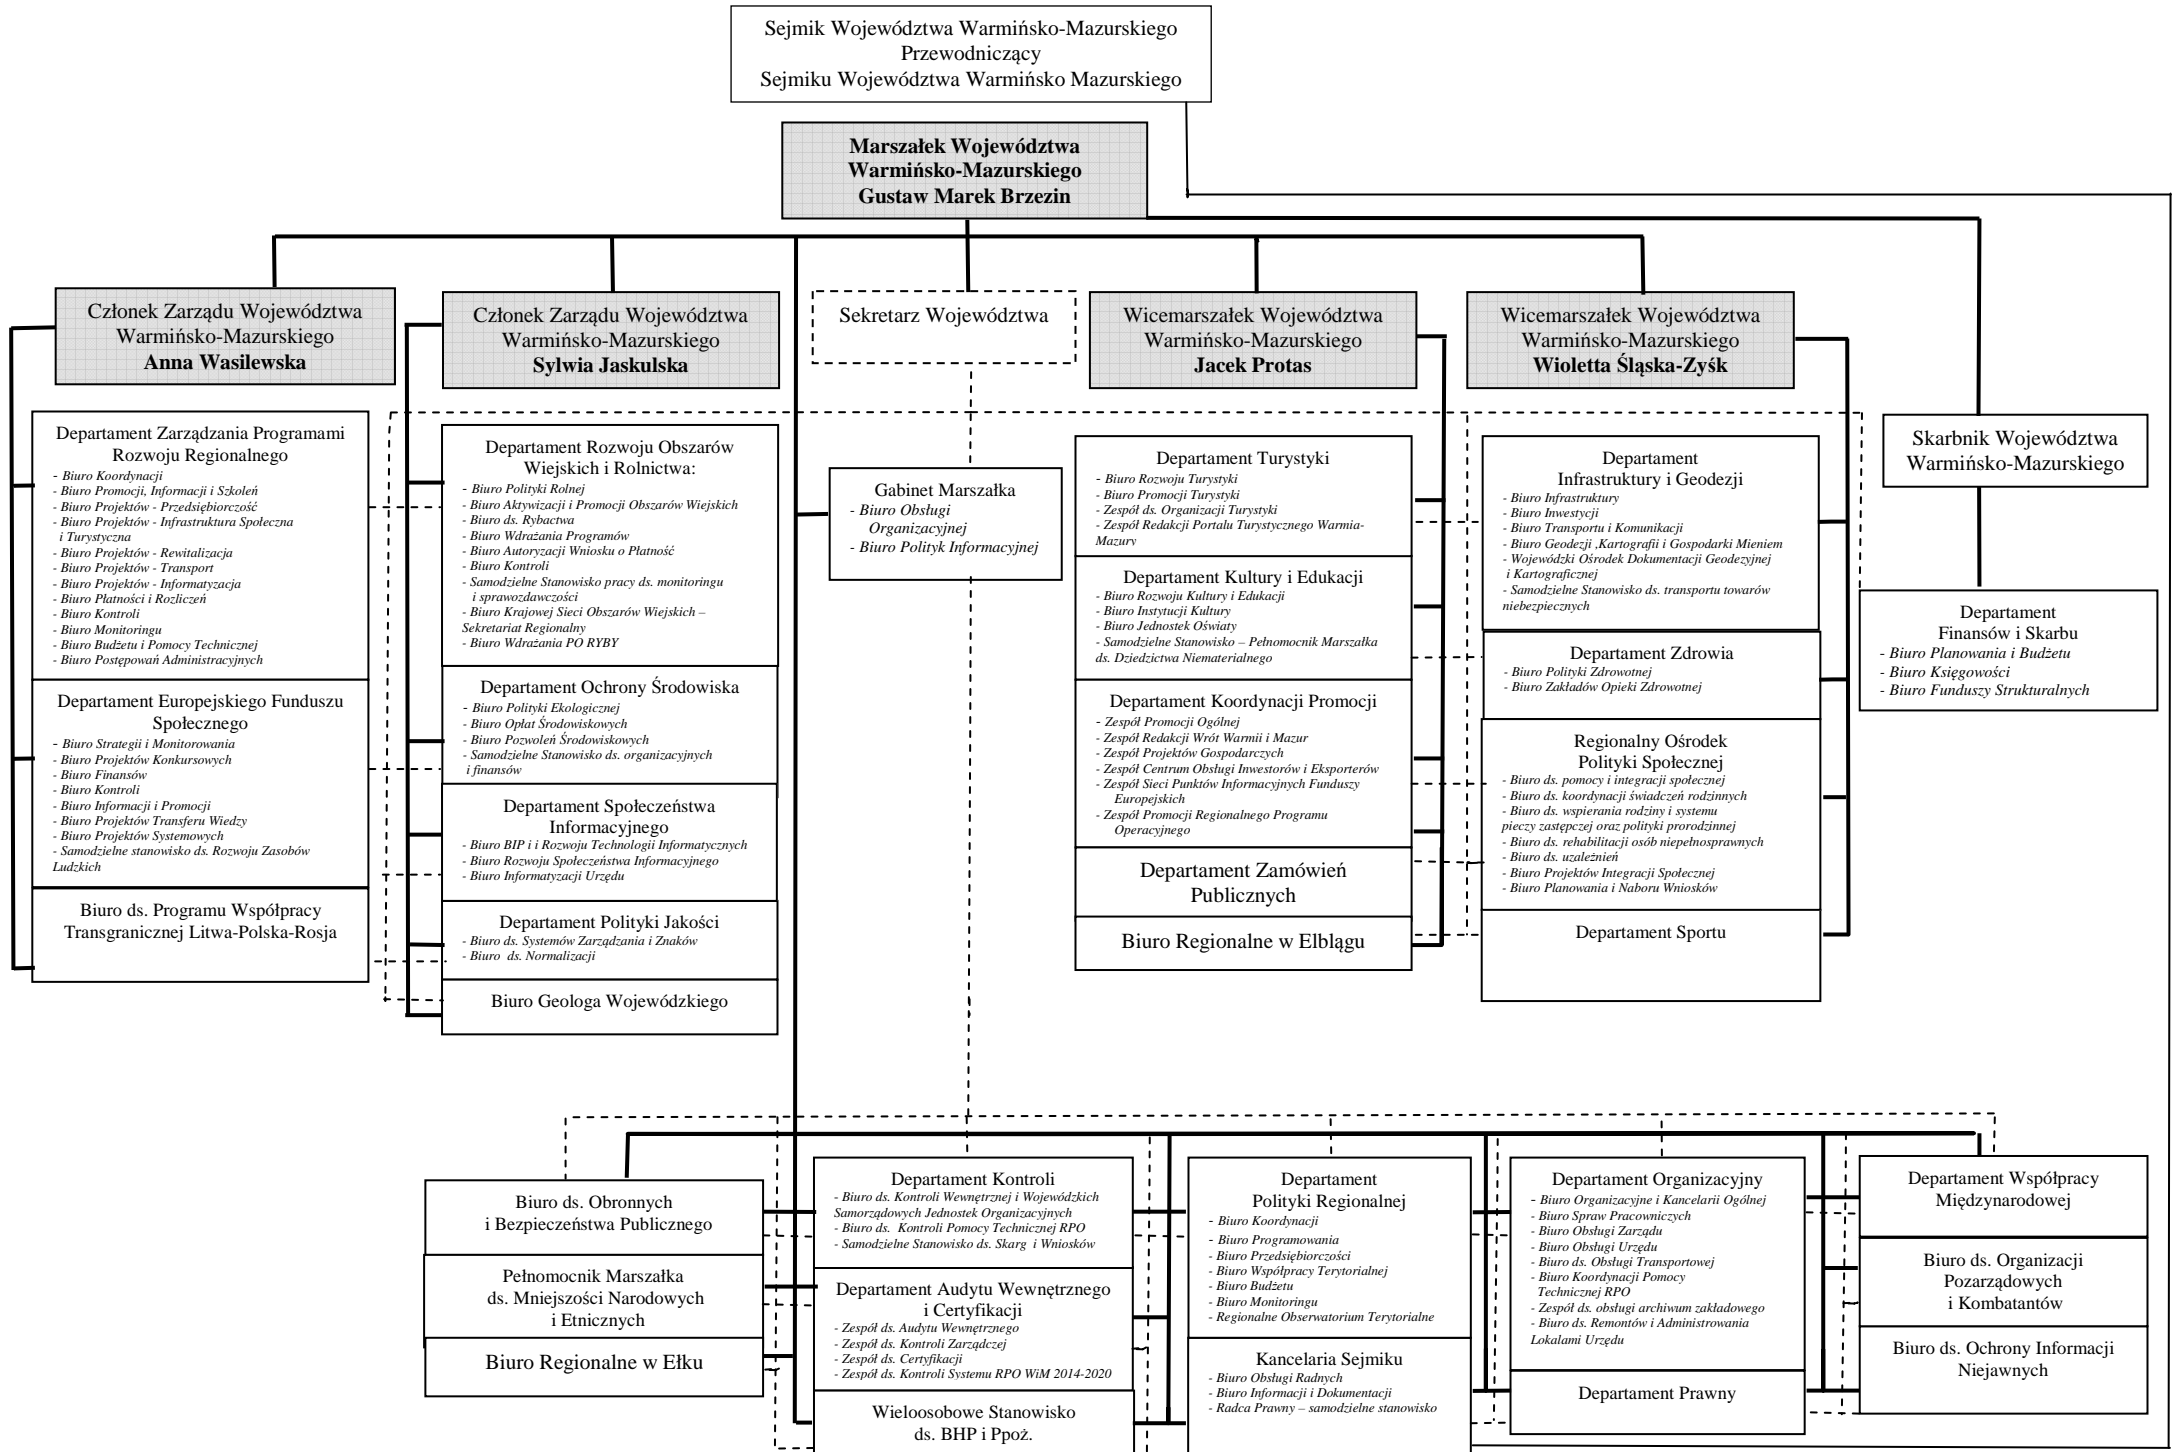 Sejmik Województwa Warmińsko-Mazurskiego
Przewodniczący
Sejmiku Województwa Warmińsko Mazurskiego
Marszałek Województwa
Warmińsko-Mazurskiego
Gustaw Marek Brzezin
Członek Zarządu Województwa
Warmińsko-Mazurskiego
Anna Wasilewska
Członek Zarządu Województwa
Warmińsko-Mazurskiego
Sylwia Jaskulska
Sekretarz Województwa
Wicemarszałek Województwa
Warmińsko-Mazurskiego
Jacek Protas
Wicemarszałek Województwa
Warmińsko-Mazurskiego
Wioletta Śląska-Zyśk
Departament Zarządzania Programami
Rozwoju Regionalnego
- Biuro Koordynacji
- Biuro Promocji, Informacji i Szkoleń
- Biuro Projektów - Przedsiębiorczość
- Biuro Projektów - Infrastruktura Społeczna
i Turystyczna
- Biuro Projektów - Rewitalizacja
- Biuro Projektów - Transport
- Biuro Projektów - Informatyzacja
- Biuro Płatności i Rozliczeń
- Biuro Kontroli
- Biuro Monitoringu
- Biuro Budżetu i Pomocy Technicznej
- Biuro Postępowań Administracyjnych
Departament Europejskiego Funduszu
Społecznego
- Biuro Strategii i Monitorowania
- Biuro Projektów Konkursowych
- Biuro Finansów
- Biuro Kontroli
- Biuro Informacji i Promocji
- Biuro Projektów Transferu Wiedzy
- Biuro Projektów Systemowych
- Samodzielne stanowisko ds. Rozwoju Zasobów
Ludzkich
Biuro ds. Programu Współpracy
Transgranicznej Litwa-Polska-Rosja
Departament Rozwoju Obszarów
Wiejskich i Rolnictwa:
- Biuro Polityki Rolnej
- Biuro Aktywizacji i Promocji Obszarów Wiejskich
- Biuro ds. Rybactwa
- Biuro Wdrażania Programów
- Biuro Autoryzacji Wniosku o Płatność
- Biuro Kontroli
- Samodzielne Stanowisko pracy ds. monitoringu
i sprawozdawczości
- Biuro Krajowej Sieci Obszarów Wiejskich –
Sekretariat Regionalny
- Biuro Wdrażania PO RYBY
Departament Ochrony Środowiska
- Biuro Polityki Ekologicznej
- Biuro Opłat Środowiskowych
- Biuro Pozwoleń Środowiskowych
- Samodzielne Stanowisko ds. organizacyjnych
i finansów
Departament Społeczeństwa
Informacyjnego
- Biuro BIP i i Rozwoju Technologii Informatycznych
- Biuro Rozwoju Społeczeństwa Informacyjnego
- Biuro Informatyzacji Urzędu
Departament Polityki Jakości
- Biuro ds. Systemów Zarządzania i Znaków
- Biuro ds. Normalizacji
Biuro Geologa Wojewódzkiego
Gabinet Marszałka
- Biuro Obsługi
Organizacyjnej
- Biuro Polityk Informacyjnej
Departament Turystyki
- Biuro Rozwoju Turystyki
- Biuro Promocji Turystyki
- Zespół ds. Organizacji Turystyki
- Zespół Redakcji Portalu Turystycznego Warmia-
Mazury
Departament Kultury i Edukacji
- Biuro Rozwoju Kultury i Edukacji
- Biuro Instytucji Kultury
- Biuro Jednostek Oświaty
- Samodzielne Stanowisko – Pełnomocnik Marszałka
ds. Dziedzictwa Niematerialnego
Departament Koordynacji Promocji
- Zespół Promocji Ogólnej
- Zespół Redakcji Wrót Warmii i Mazur
- Zespół Projektów Gospodarczych
- Zespół Centrum Obsługi Inwestorów i Eksporterów
- Zespół Sieci Punktów Informacyjnych Funduszy
Europejskich
- Zespół Promocji Regionalnego Programu
Operacyjnego
Departament Zamówień
Publicznych
Biuro Regionalne w Elblągu
Departament
Infrastruktury i Geodezji
- Biuro Infrastruktury
- Biuro Inwestycji
- Biuro Transportu i Komunikacji
- Biuro Geodezji ,Kartografii i Gospodarki Mieniem
- Wojewódzki Ośrodek Dokumentacji Geodezyjnej
i Kartograficznej
- Samodzielne Stanowisko ds. transportu towarów
niebezpiecznych
Departament Zdrowia
- Biuro Polityki Zdrowotnej
- Biuro Zakładów Opieki Zdrowotnej
Regionalny Ośrodek
Polityki Społecznej
- Biuro ds. pomocy i integracji społecznej
- Biuro ds. koordynacji świadczeń rodzinnych
- Biuro ds. wspierania rodziny i systemu
pieczy zastępczej oraz polityki prorodzinnej
- Biuro ds. rehabilitacji osób niepełnosprawnych
- Biuro ds. uzależnień
- Biuro Projektów Integracji Społecznej
- Biuro Planowania i Naboru Wniosków
Departament Sportu
Skarbnik Województwa
Warmińsko-Mazurskiego
Departament
Finansów i Skarbu
- Biuro Planowania i Budżetu
- Biuro Księgowości
- Biuro Funduszy Strukturalnych
Biuro ds. Obronnych
i Bezpieczeństwa Publicznego
Pełnomocnik Marszałka
ds. Mniejszości Narodowych
i Etnicznych
Biuro Regionalne w Ełku
Departament Kontroli
- Biuro ds. Kontroli Wewnętrznej i Wojewódzkich
Samorządowych Jednostek Organizacyjnych
- Biuro ds. Kontroli Pomocy Technicznej RPO
- Samodzielne Stanowisko ds. Skarg i Wniosków
Departament Audytu Wewnętrznego
i Certyfikacji
- Zespół ds. Audytu Wewnętrznego
- Zespół ds. Kontroli Zarządczej
- Zespół ds. Certyfikacji
- Zespół ds. Kontroli Systemu RPO WiM 2014-2020
Wieloosobowe Stanowisko
ds. BHP i Ppoż.
Departament
Polityki Regionalnej
- Biuro Koordynacji
- Biuro Programowania
- Biuro Przedsiębiorczości
- Biuro Współpracy Terytorialnej
- Biuro Budżetu
- Biuro Monitoringu
- Regionalne Obserwatorium Terytorialne
Kancelaria Sejmiku
- Biuro Obsługi Radnych
- Biuro Informacji i Dokumentacji
- Radca Prawny – samodzielne stanowisko
Departament Organizacyjny
- Biuro Organizacyjne i Kancelarii Ogólnej
- Biuro Spraw Pracowniczych
- Biuro Obsługi Zarządu
- Biuro Obsługi Urzędu
- Biuro ds. Obsługi Transportowej
- Biuro Koordynacji Pomocy
Technicznej RPO
- Zespół ds. obsługi archiwum zakładowego
- Biuro ds. Remontów i Administrowania
Lokalami Urzędu
Departament Prawny
Departament Współpracy
Międzynarodowej
Biuro ds. Organizacji
Pozarządowych
i Kombatantów
Biuro ds. Ochrony Informacji
Niejawnych